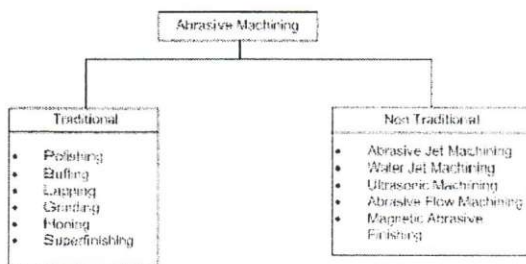 Abrasive Machining
Traditional
• Polishing
• Buffing
• Lapping
• Grinding
• Honing
• Superfinishing
Non Traditional
• Abrasive Jet Machining
• Water Jet Machining
• Ultrasonic Machining
• Abrasive Flow Machining
• Magnetic Abrasive
Finishing